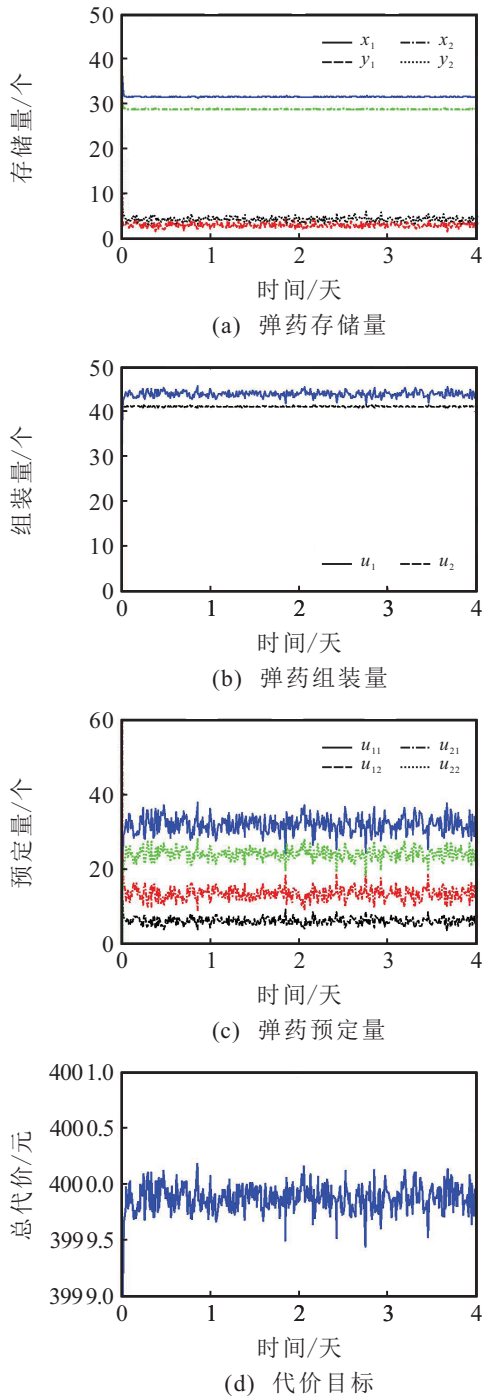 50
40
30
20
10
0
存储量/个
x₁ x₂
y₁ y₂
0 1 2 3 4
时间/天
(a) 弹药存储量
50
40
30
20
10
0
组装量/个
u₁ u₂
0 1 2 3 4
时间/天
(b) 弹药组装量
60
40
20
0
预定量/个
u₁₁ u₂₁
u₁₂ u₂₂
0 1 2 3 4
时间/天
(c) 弹药预定量
4001.0
4000.5
4000.0
3999.5
3999.0
总代价/元
0 1 2 3 4
时间/天
(d) 代价目标